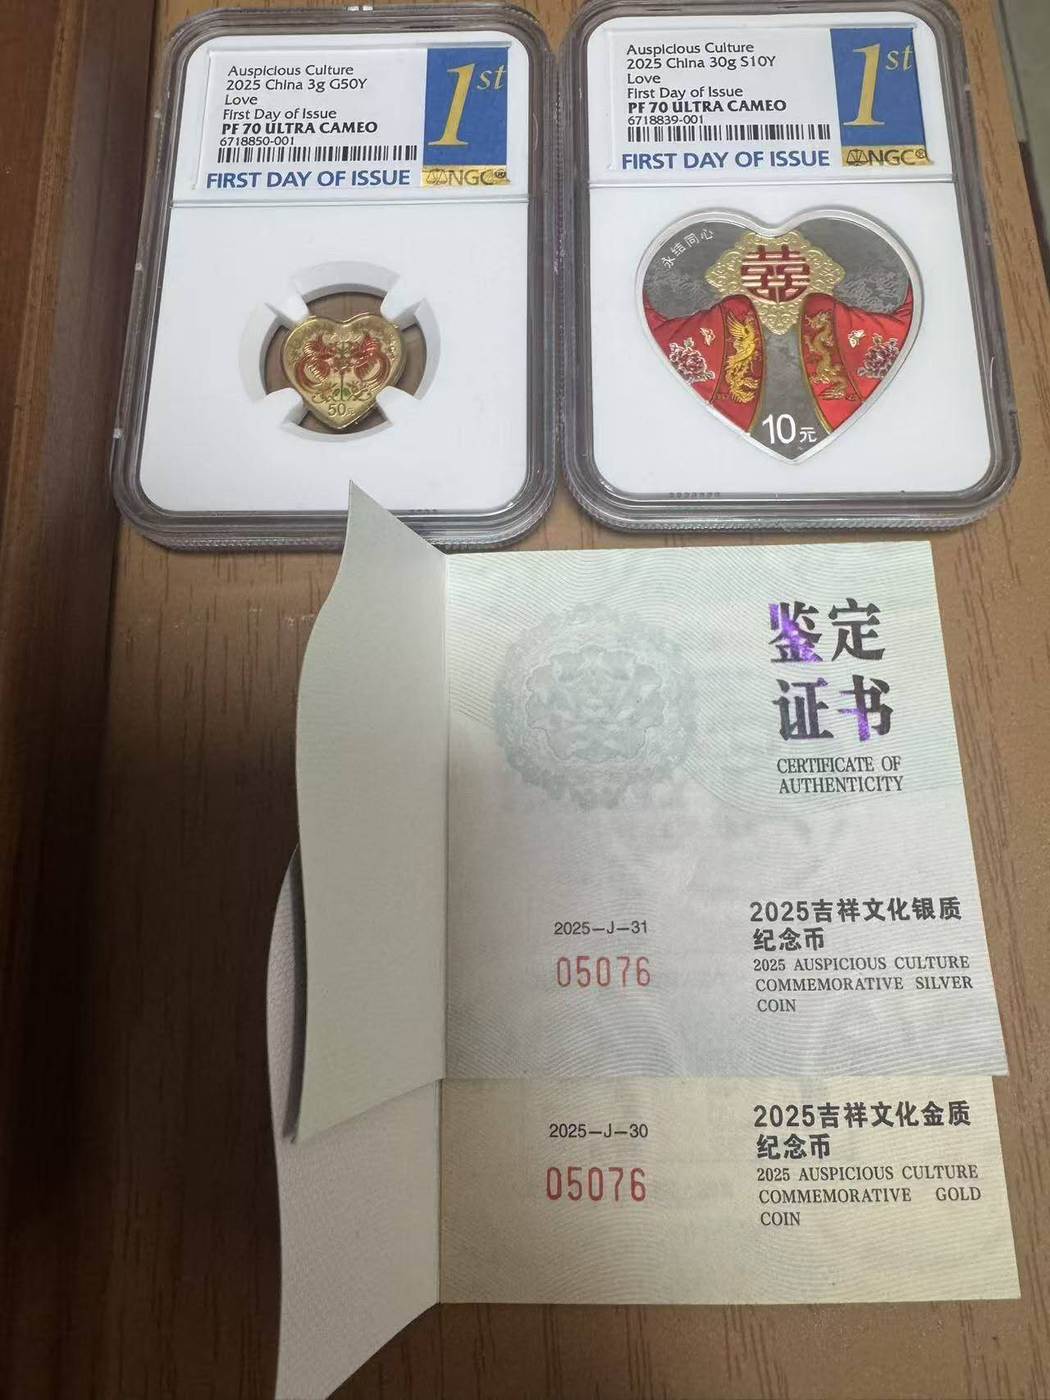 Auspicious Culture
2025 China 3g G50Y
Love
First Day of Issue
PF 70 ULTRA CAMEO
6718850-001
FIRST DAY OF ISSUE
1st
NGC®
50元
Auspicious Culture
2025 China 30g S10Y
Love
First Day of Issue
PF 70 ULTRA CAMEO
6718839-001
FIRST DAY OF ISSUE
1st
NGC®
永结同心
囍
10元
鉴定
证书
CERTIFICATE OF
AUTHENTICITY
2025-J-31
05076
2025吉祥文化银质
纪念币
2025 AUSPICIOUS CULTURE
COMMEMORATIVE SILVER
COIN
2025-J-30
05076
2025吉祥文化金质
纪念币
2025 AUSPICIOUS CULTURE
COMMEMORATIVE GOLD
COIN